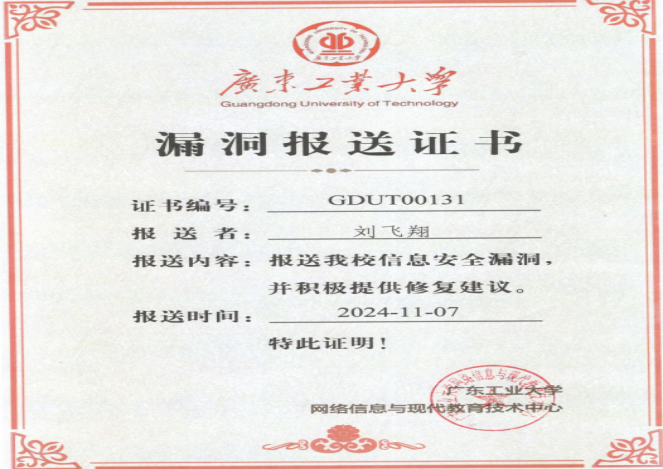 廣東工業大學
Guangdong University of Technology
漏洞报送证书
证书编号：GDUT00131
报送者：刘飞翔
报送内容：报送我校信息安全漏洞，
并积极提供修复建议。
报送时间：2024-11-07
特此证明！
广东工业大学
网络信息与现代教育技术中心